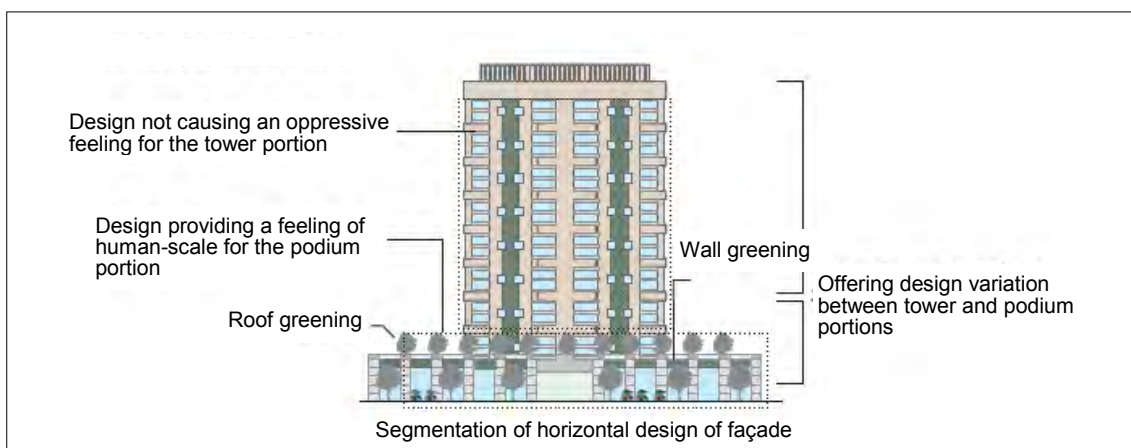 Design not causing an oppressive
feeling for the tower portion
Design providing a feeling of
human-scale for the podium
portion
Wall greening
Offering design variation
between tower and podium
portions
Roof greening
Segmentation of horizontal design of façade